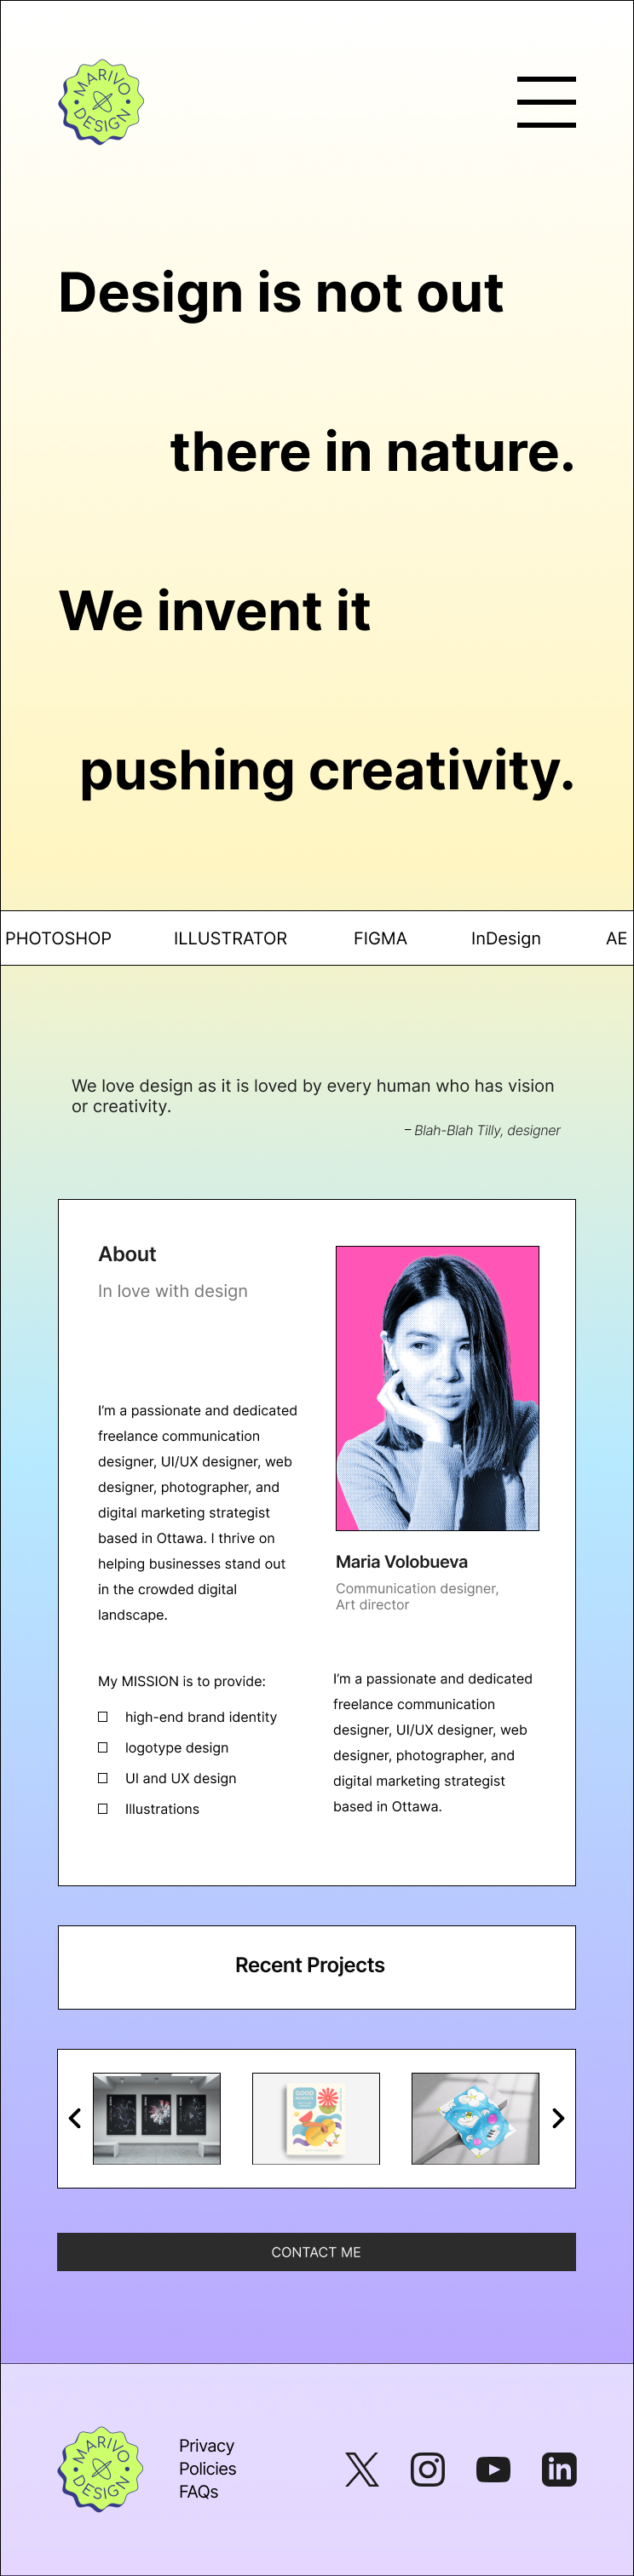 MARIVO
DESIGN
Design is not out
there in nature.
We invent it
pushing creativity.
PHOTOSHOP ILLUSTRATOR FIGMA InDesign AE
We love design as it is loved by every human who has vision
or creativity.
– Blah-Blah Tilly, designer
About
In love with design
I'm a passionate and dedicated
freelance communication
designer, UI/UX designer, web
designer, photographer, and
digital marketing strategist
based in Ottawa. I thrive on
helping businesses stand out
in the crowded digital
landscape.
Maria Volobueva
Communication designer,
Art director
My MISSION is to provide:
high-end brand identity
logotype design
UI and UX design
Illustrations
I'm a passionate and dedicated
freelance communication
designer, UI/UX designer, web
designer, photographer, and
digital marketing strategist
based in Ottawa.
Recent Projects
GOOD
CONTACT ME
MARIVO
DESIGN
Privacy
Policies
FAQs